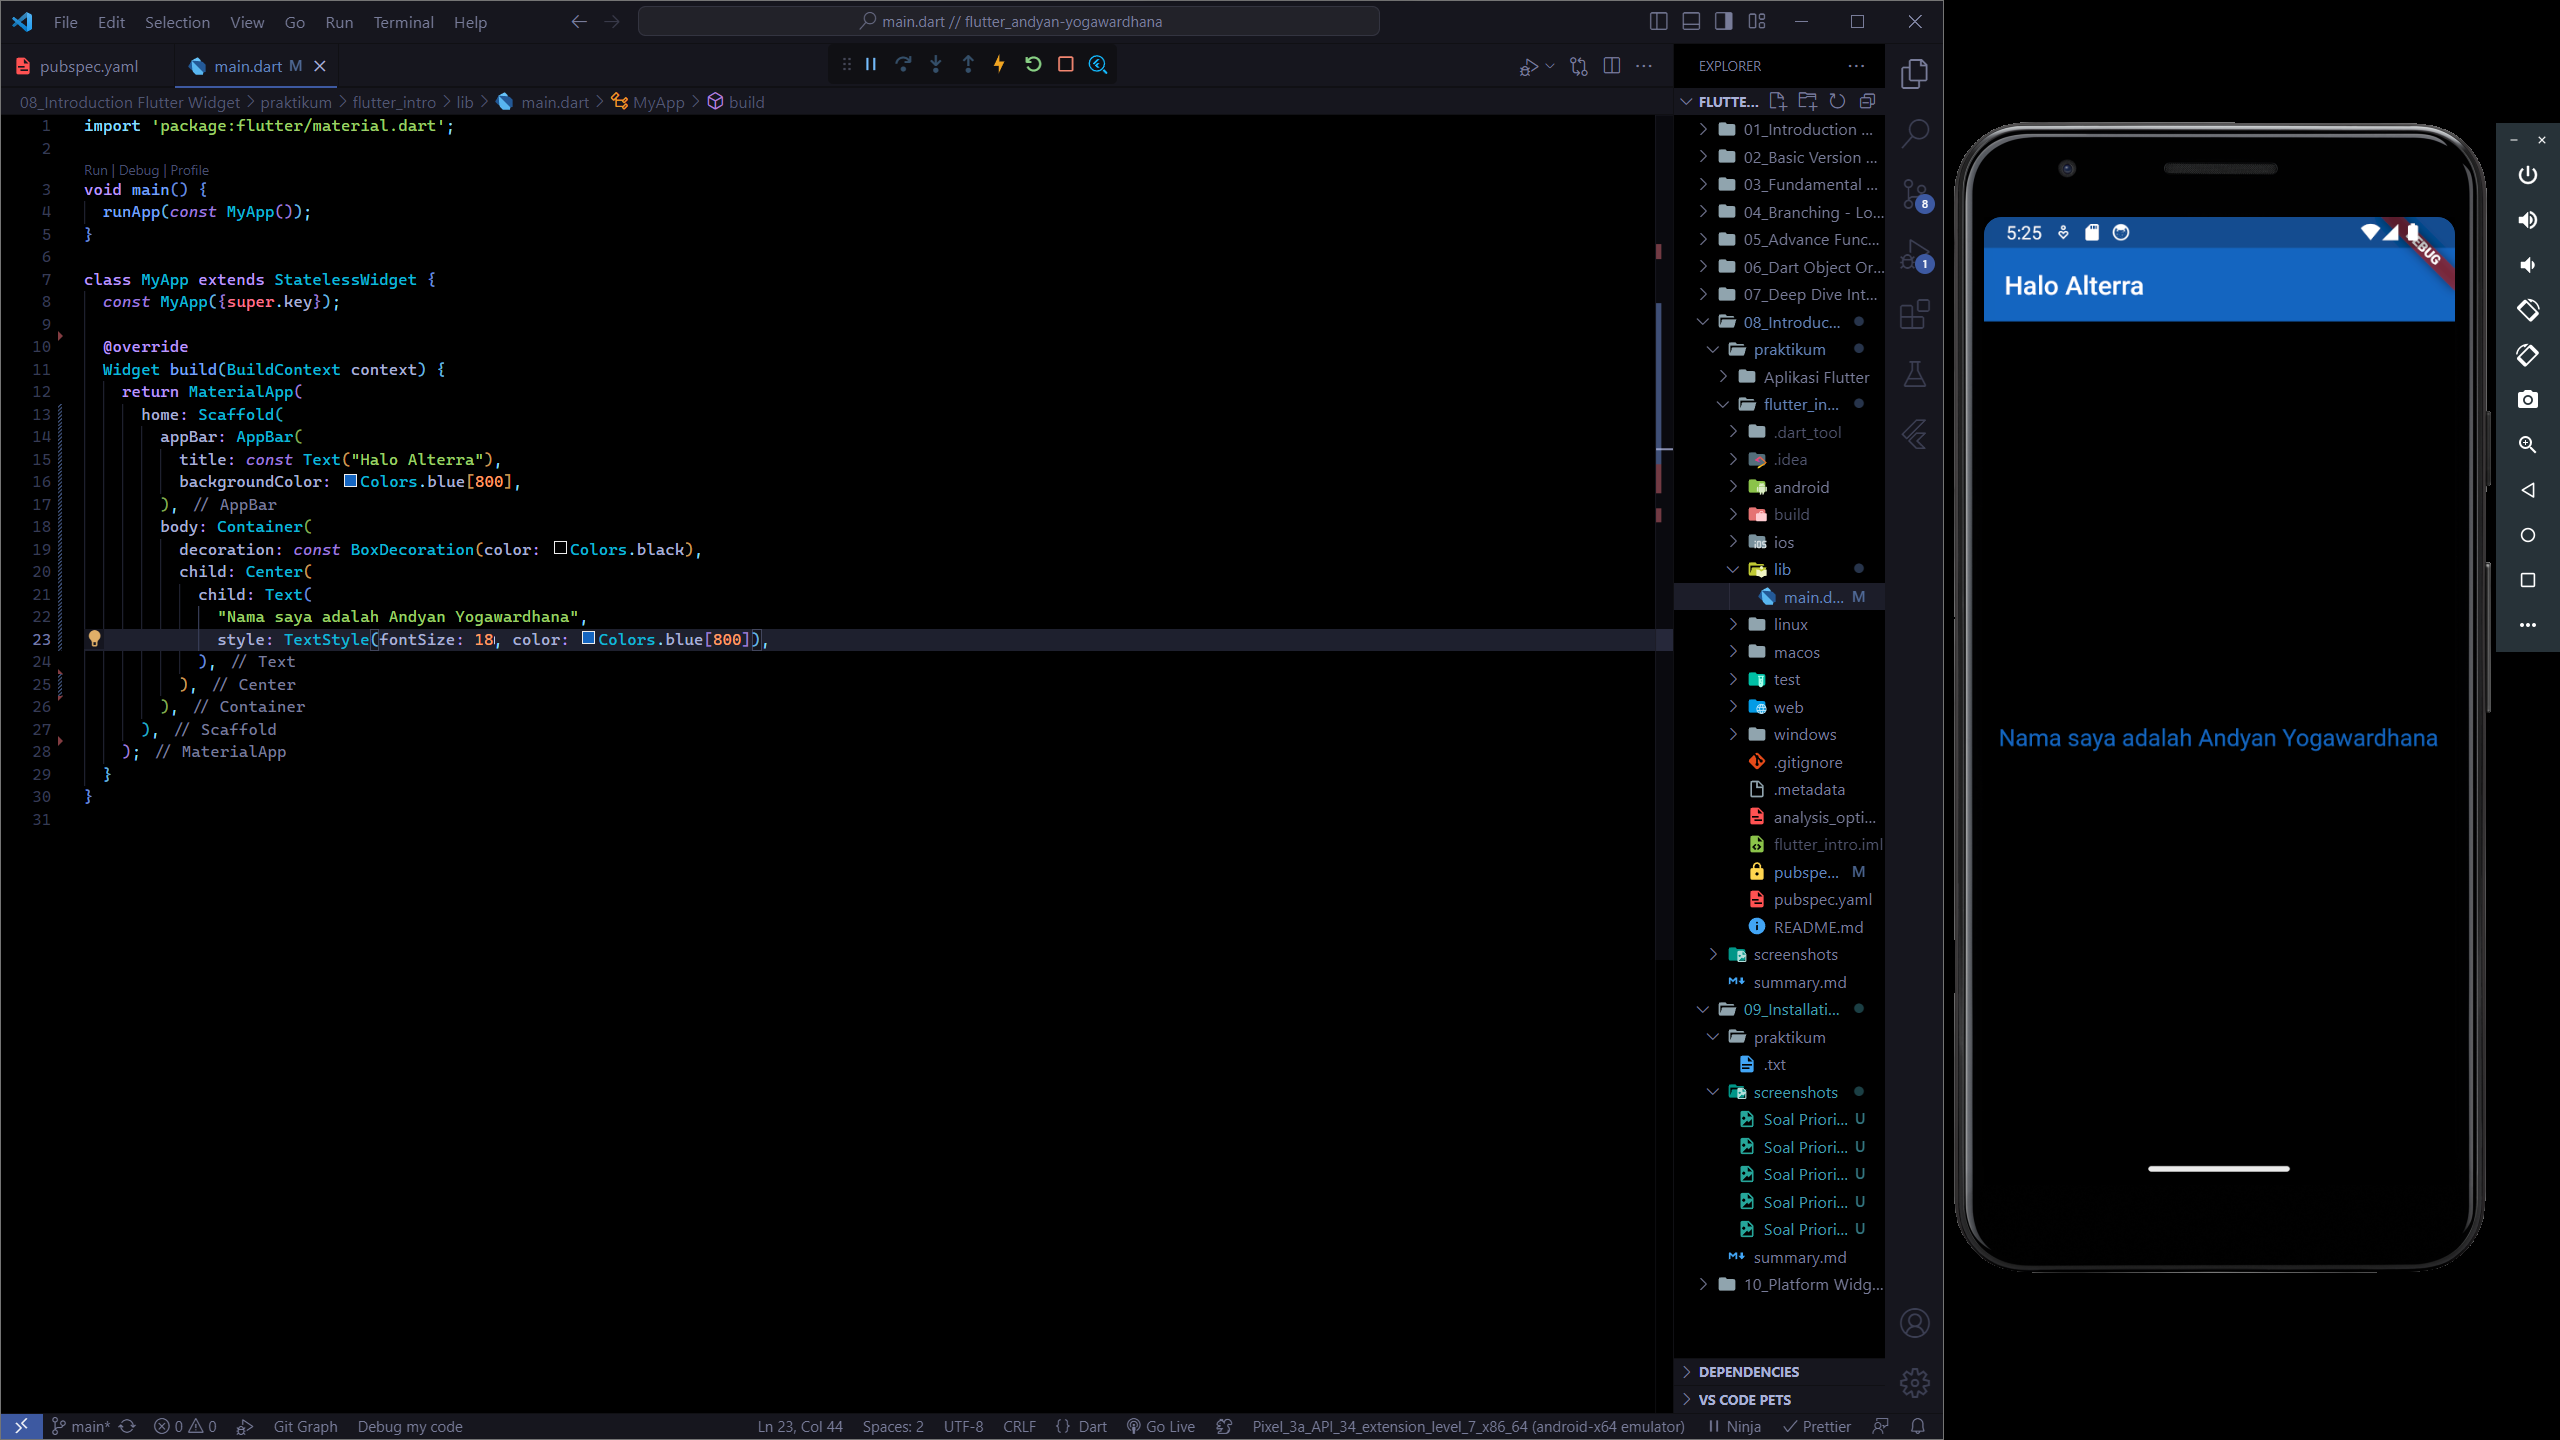 File Edit Selection View Go Run Terminal Help
main.dart // flutter_andyan-yogawardhana
pubspec.yaml
main.dart M
08_Introduction Flutter Widget > praktikum > flutter_intro > lib > main.dart > MyApp > build
1 import 'package:flutter/material.dart';
2
Run | Debug | Profile
3 void main() {
4 runApp(const MyApp());
5 }
6
7 class MyApp extends StatelessWidget {
8 const MyApp({super.key});
9
10 @override
11 Widget build(BuildContext context) {
12 return MaterialApp(
13 home: Scaffold(
14 appBar: AppBar(
15 title: const Text("Halo Alterra"),
16 backgroundColor: Colors.blue[800],
17 ), // AppBar
18 body: Container(
19 decoration: const BoxDecoration(color: Colors.black),
20 child: Center(
21 child: Text(
22 "Nama saya adalah Andyan Yogawardhana",
23 style: TextStyle(fontSize: 18, color: Colors.blue[800]),
24 ), // Text
25 ), // Center
26 ), // Container
27 ), // Scaffold
28 ); // MaterialApp
29 }
30 }
31
EXPLORER
FLUTTE...
01_Introduction ...
02_Basic Version ...
03_Fundamental ...
04_Branching - Lo...
05_Advance Func...
06_Dart Object Or...
07_Deep Dive Int...
08_Introduc...
praktikum
Aplikasi Flutter
flutter_in...
.dart_tool
.idea
android
build
ios
lib
main.d... M
linux
macos
test
web
windows
.gitignore
.metadata
analysis_opti...
flutter_intro.iml
pubspe... M
pubspec.yaml
README.md
screenshots
summary.md
09_Installati...
praktikum
.txt
screenshots
Soal Priori... U
Soal Priori... U
Soal Priori... U
Soal Priori... U
Soal Priori... U
summary.md
10_Platform Widg...
DEPENDENCIES
VS CODE PETS
8
1
main* 0 0 Git Graph Debug my code
Ln 23, Col 44 Spaces: 2 UTF-8 CRLF {} Dart Go Live Pixel_3a_API_34_extension_level_7_x86_64 (android-x64 emulator) Ninja Prettier
5:25
DEBUG
Halo Alterra
Nama saya adalah Andyan Yogawardhana